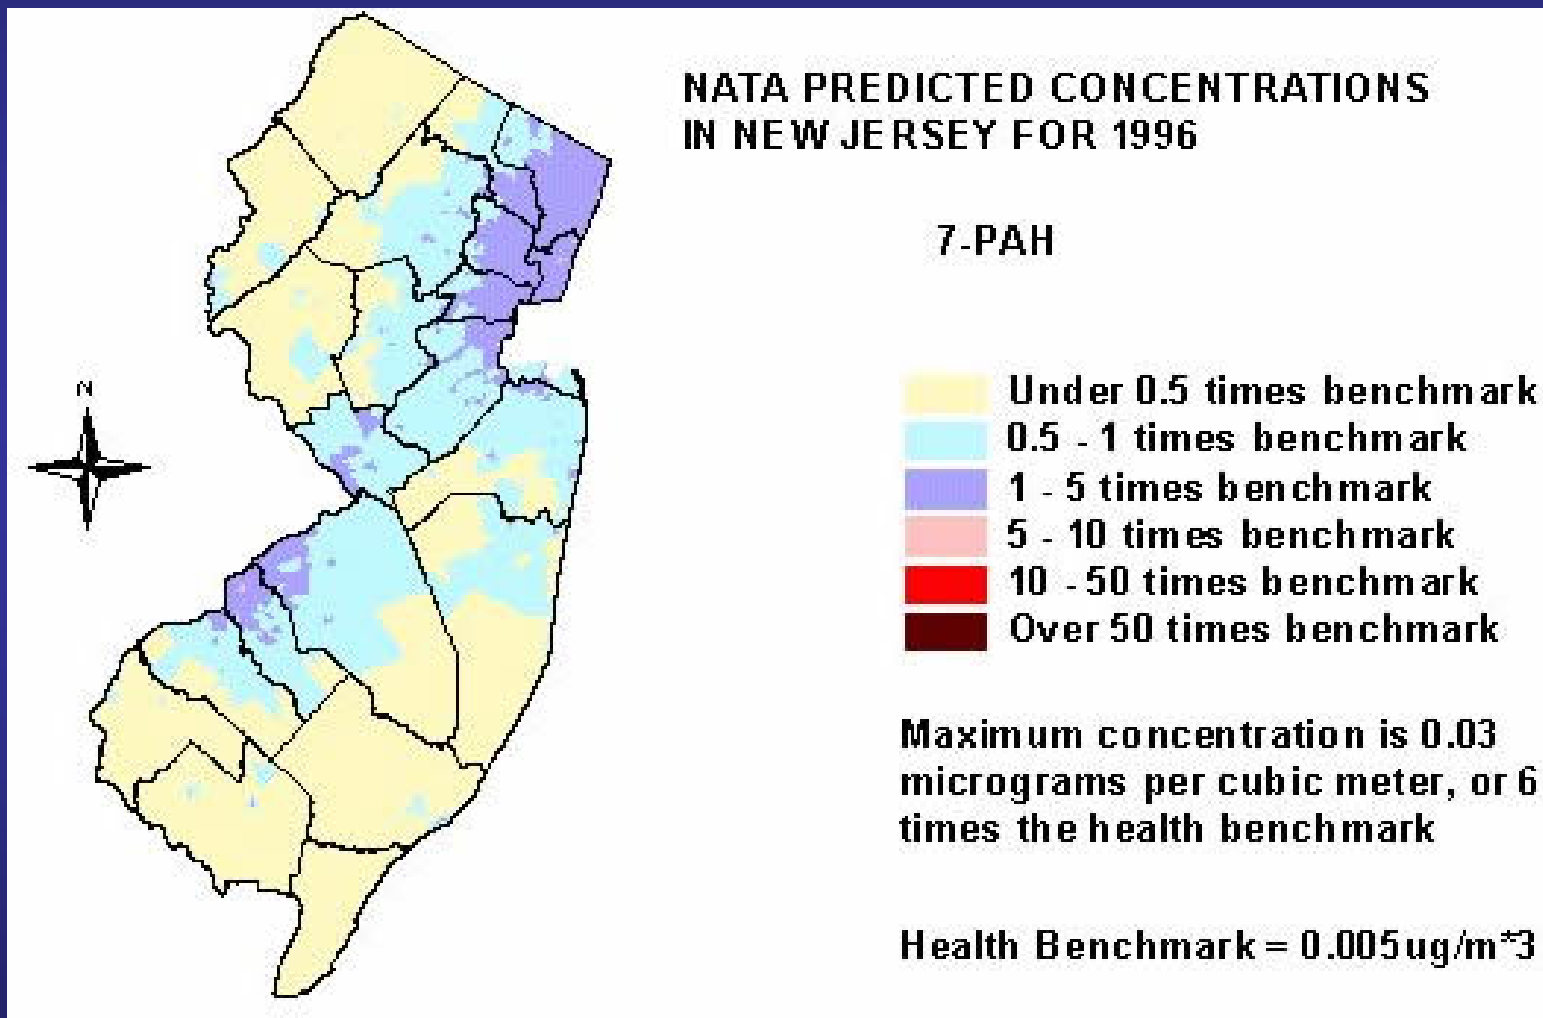 NATA PREDICTED CONCENTRATIONS
IN NEW JERSEY FOR 1996
7-PAH
N
Under 0.5 times benchmark
0.5 - 1 times benchmark
1 - 5 times benchmark
5 - 10 times benchmark
10 - 50 times benchmark
Over 50 times benchmark
Maximum concentration is 0.03
micrograms per cubic meter, or 6
times the health benchmark
Health Benchmark = 0.005ug/m*3